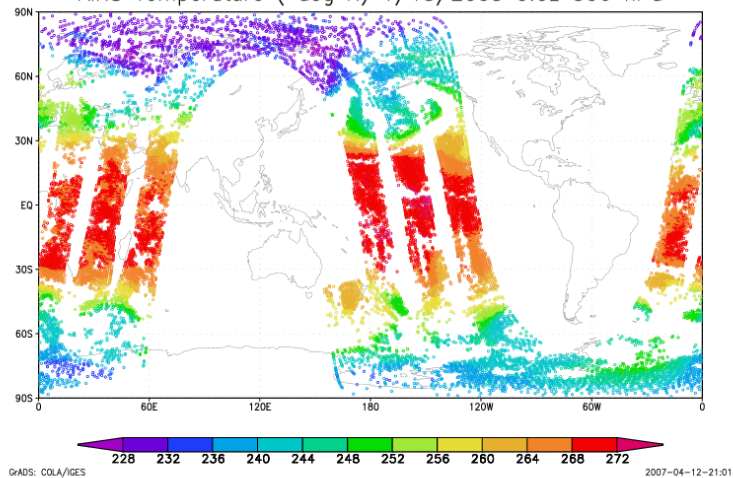 Temperature (
90N
60N
30N
EQ
30S
60S
90S
0 60E 120E 180 120W 60W 0
228 232 236 240 244 248 252 256 260 264 268 272
GrADS: COLA/IGES 2007-04-12-21:01